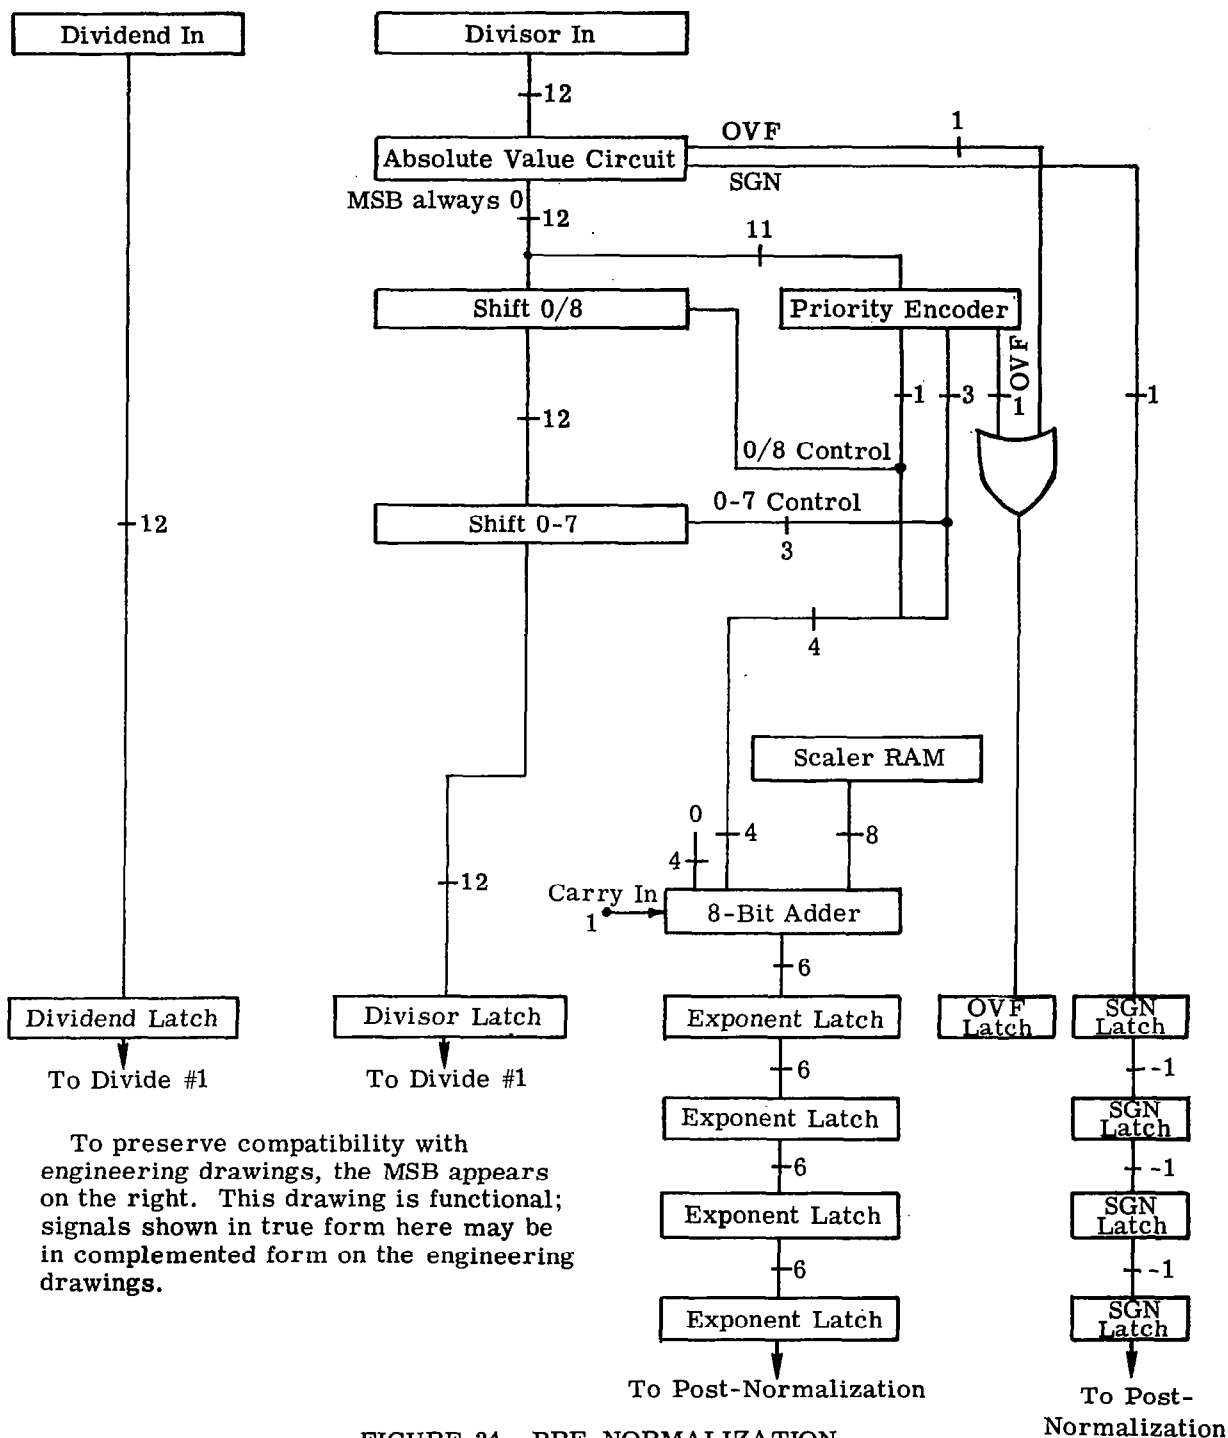 Dividend In
Divisor In
12
OVF
1
Absolute Value Circuit
SGN
MSB always 0
12
11
Shift 0/8
Priority Encoder
OVF
1
3
1
1
12
0/8 Control
0-7 Control
12
Shift 0-7
3
4
Scaler RAM
0
4
8
4
12
Carry In
1
8-Bit Adder
6
Dividend Latch
Divisor Latch
Exponent Latch
OVF
Latch
SGN
Latch
To Divide #1
To Divide #1
6
-1
Exponent Latch
SGN
Latch
To preserve compatibility with
engineering drawings, the MSB appears
on the right. This drawing is functional;
signals shown in true form here may be
in complemented form on the engineering
drawings.
6
-1
Exponent Latch
SGN
Latch
6
-1
Exponent Latch
SGN
Latch
To Post-Normalization
To Post-
Normalization